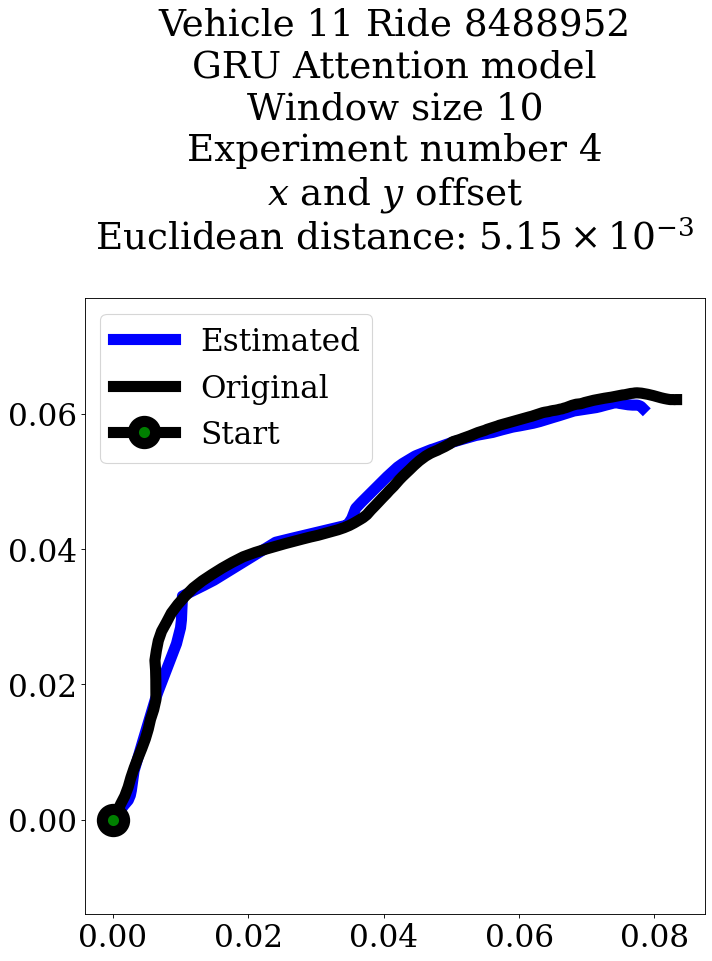 Vehicle 11 Ride 8488952
GRU Attention model
Window size 10
Experiment number 4
x and y offset
Euclidean distance: 5.15 × 10⁻³
Estimated
Original
Start
0.06
0.04
0.02
0.00
0.00 0.02 0.04 0.06 0.08